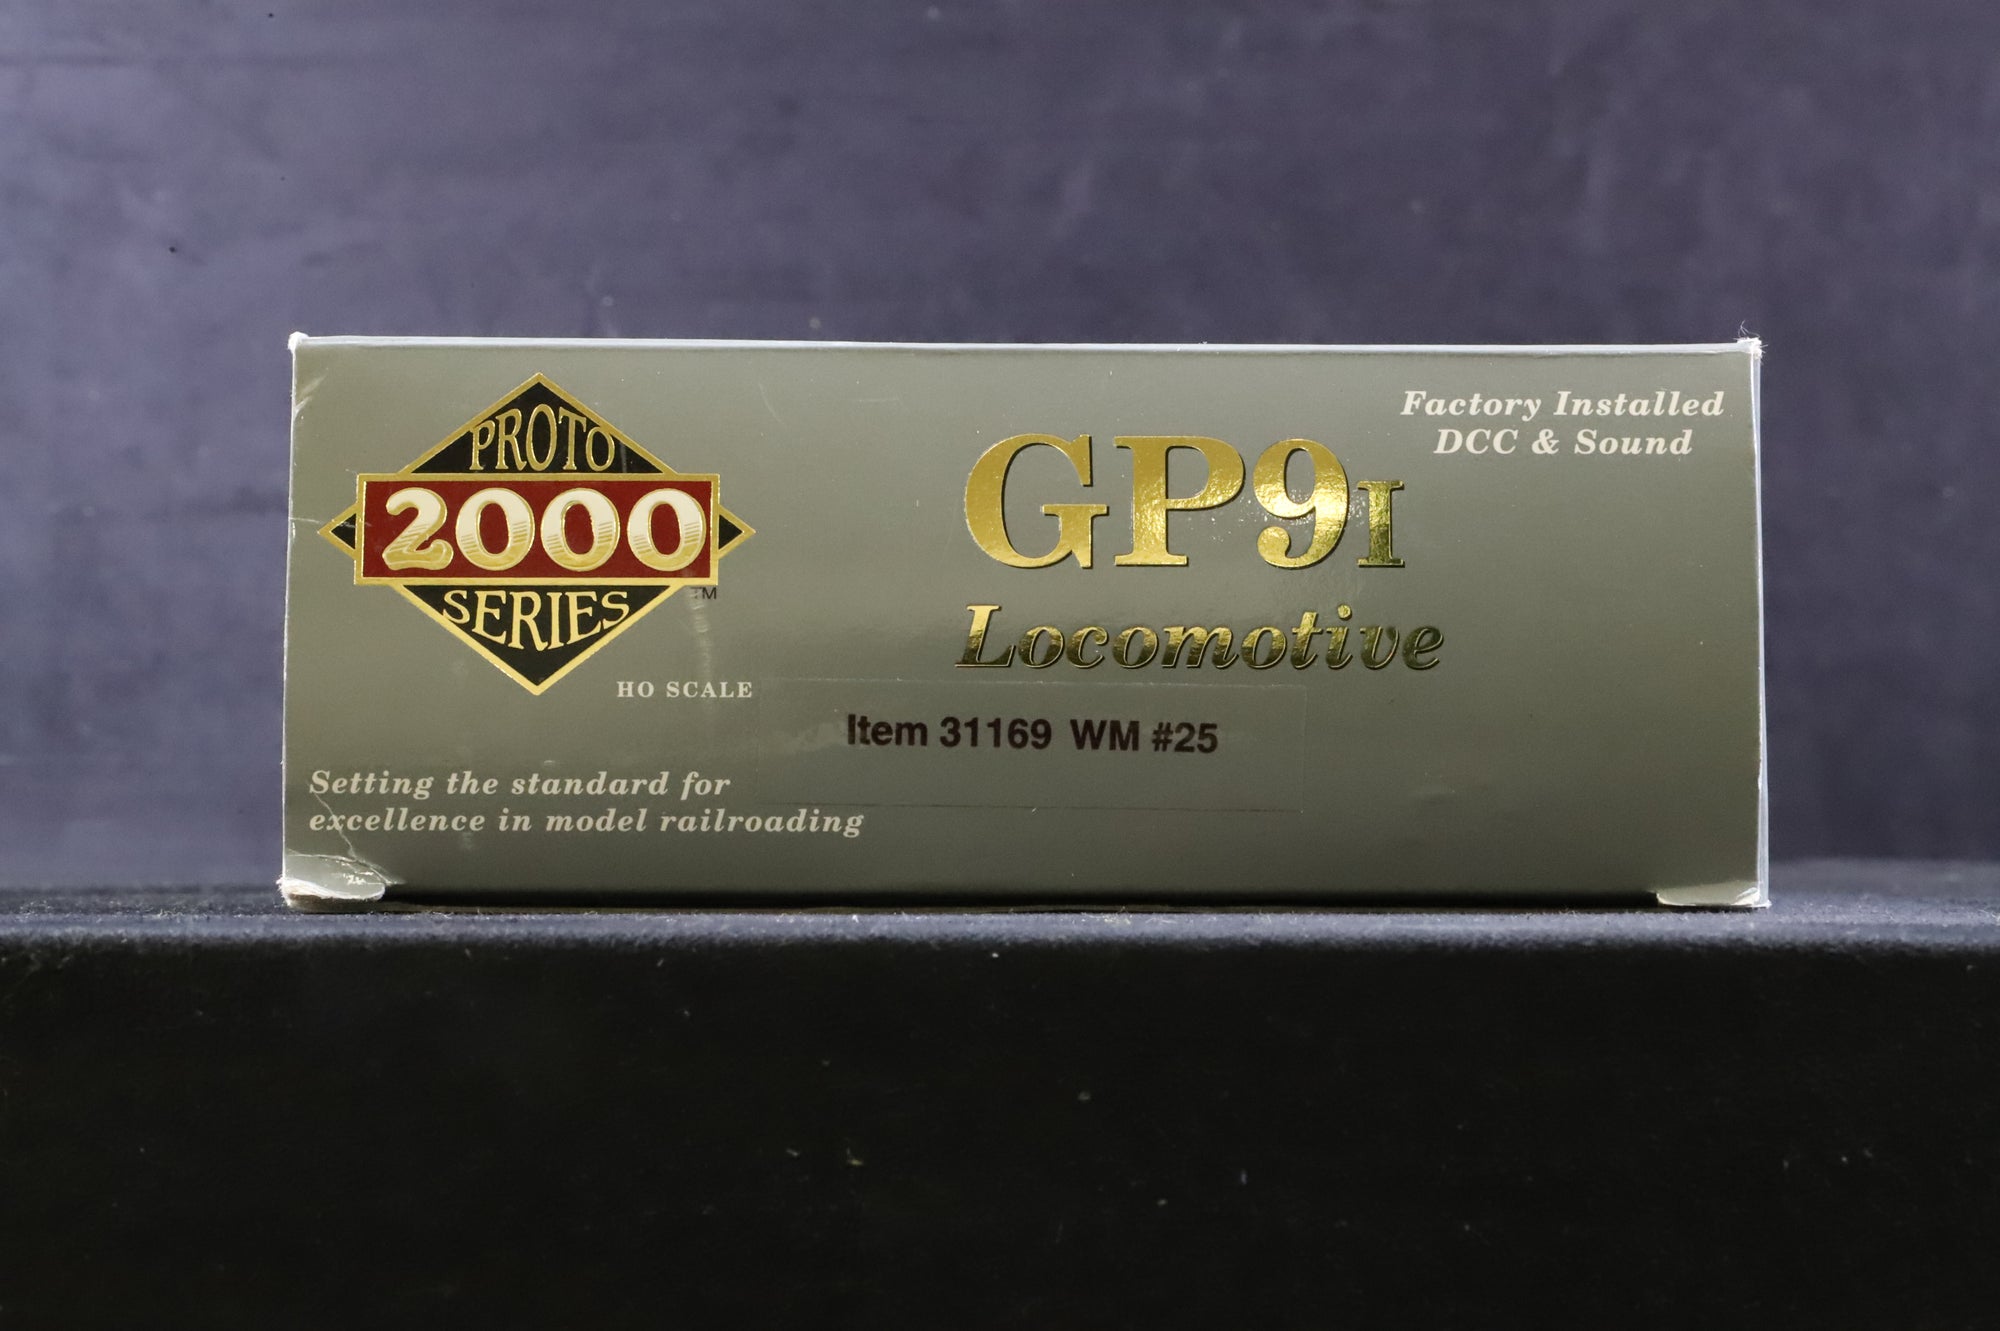 PROTO
2000
SERIES
TM
HO SCALE
Setting the standard for
excellence in model railroading
GP9I
Locomotive
Item 31169 WM #25
Factory Installed
DCC & Sound